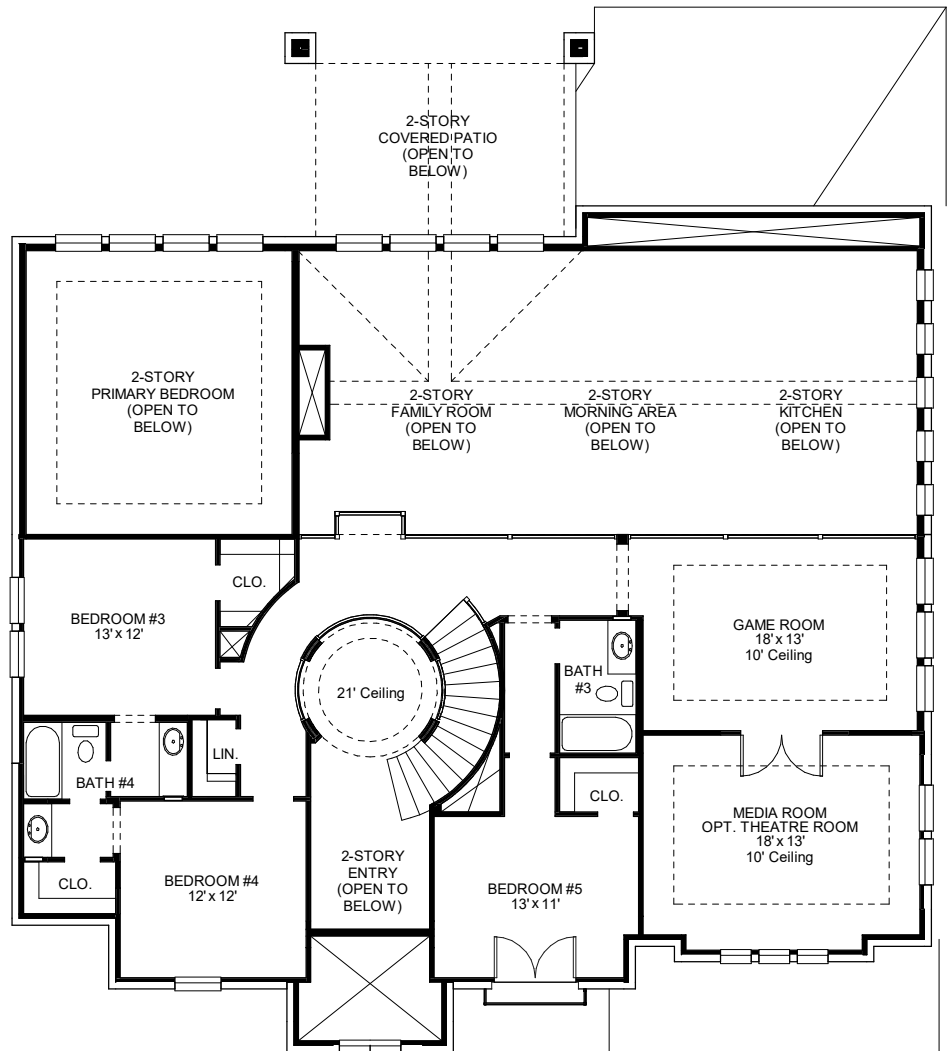 2-STORY
COVERED PATIO
(OPEN TO
BELOW)
2-STORY
PRIMARY BEDROOM
(OPEN TO
BELOW)
2-STORY
FAMILY ROOM
(OPEN TO
BELOW)
2-STORY
MORNING AREA
(OPEN TO
BELOW)
2-STORY
KITCHEN
(OPEN TO
BELOW)
CLO.
BEDROOM #3
13' x 12'
21' Ceiling
BATH
#3
GAME ROOM
18' x 13'
10' Ceiling
LIN.
BATH #4
CLO.
MEDIA ROOM
OPT. THEATRE ROOM
18' x 13'
10' Ceiling
CLO.
BEDROOM #4
12' x 12'
2-STORY
ENTRY
(OPEN TO
BELOW)
BEDROOM #5
13' x 11'